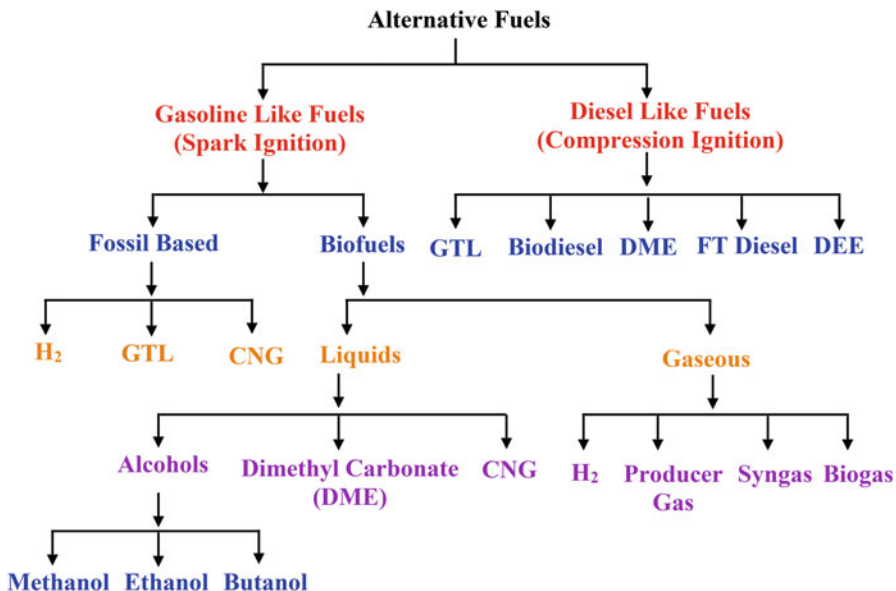 Alternative Fuels
Gasoline Like Fuels
(Spark Ignition)
Diesel Like Fuels
(Compression Ignition)
Fossil Based
Biofuels
GTL
Biodiesel
DME
FT Diesel
DEE
H₂
GTL
CNG
Liquids
Gaseous
Alcohols
Dimethyl Carbonate
(DME)
CNG
H₂
Producer
Gas
Syngas
Biogas
Methanol
Ethanol
Butanol